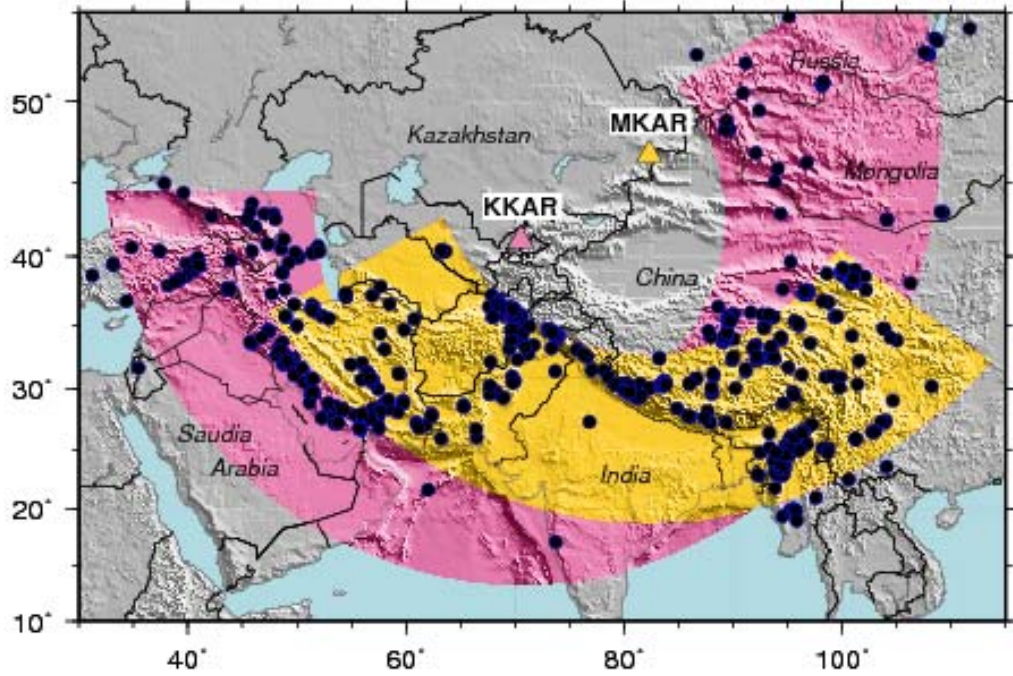 50°
40°
30°
20°
10°
40°
60°
80°
100°
Russia
MKAR
Kazakhstan
Mongolia
KKAR
China
Saudia
Arabia
India